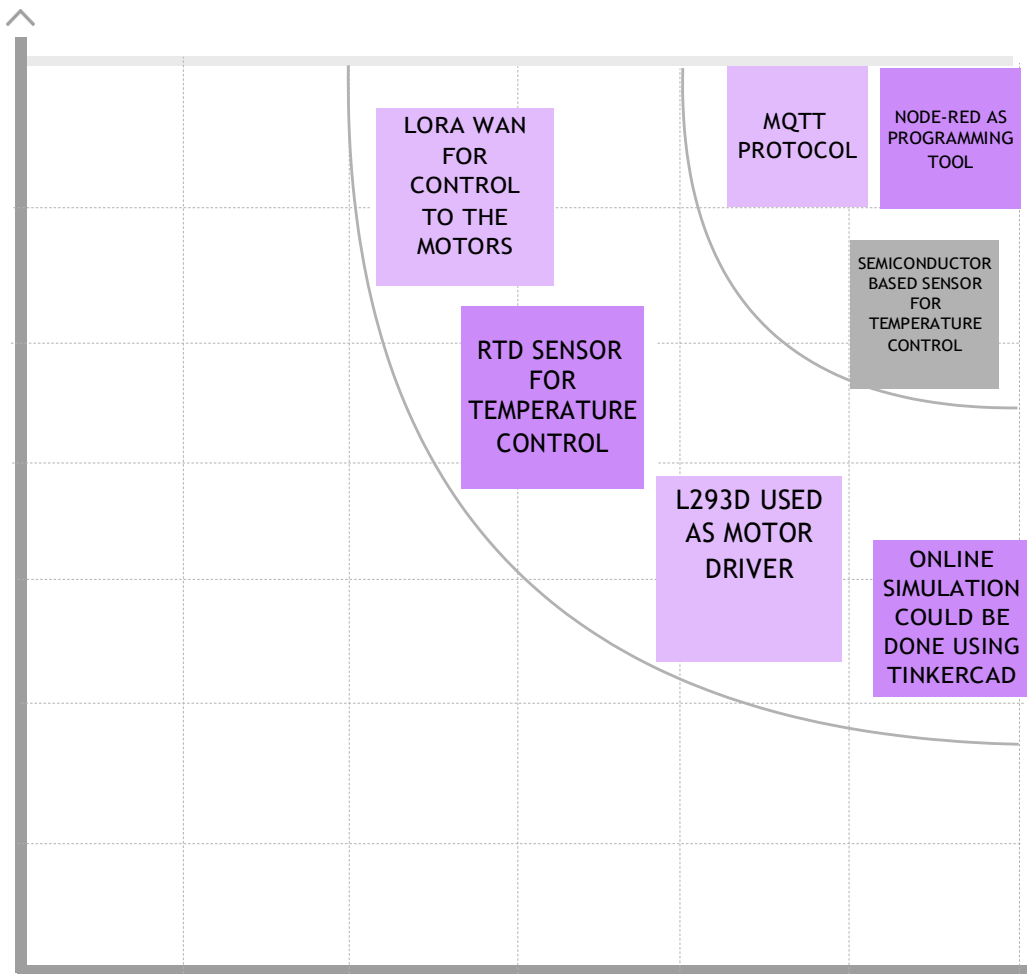 LORA WAN
FOR
CONTROL
TO THE
MOTORS
MQTT
PROTOCOL
NODE-RED AS
PROGRAMMING
TOOL
SEMICONDUCTOR
BASED SENSOR
FOR
TEMPERATURE
CONTROL
RTD SENSOR
FOR
TEMPERATURE
CONTROL
L293D USED
AS MOTOR
DRIVER
ONLINE
SIMULATION
COULD BE
DONE USING
TINKERCAD